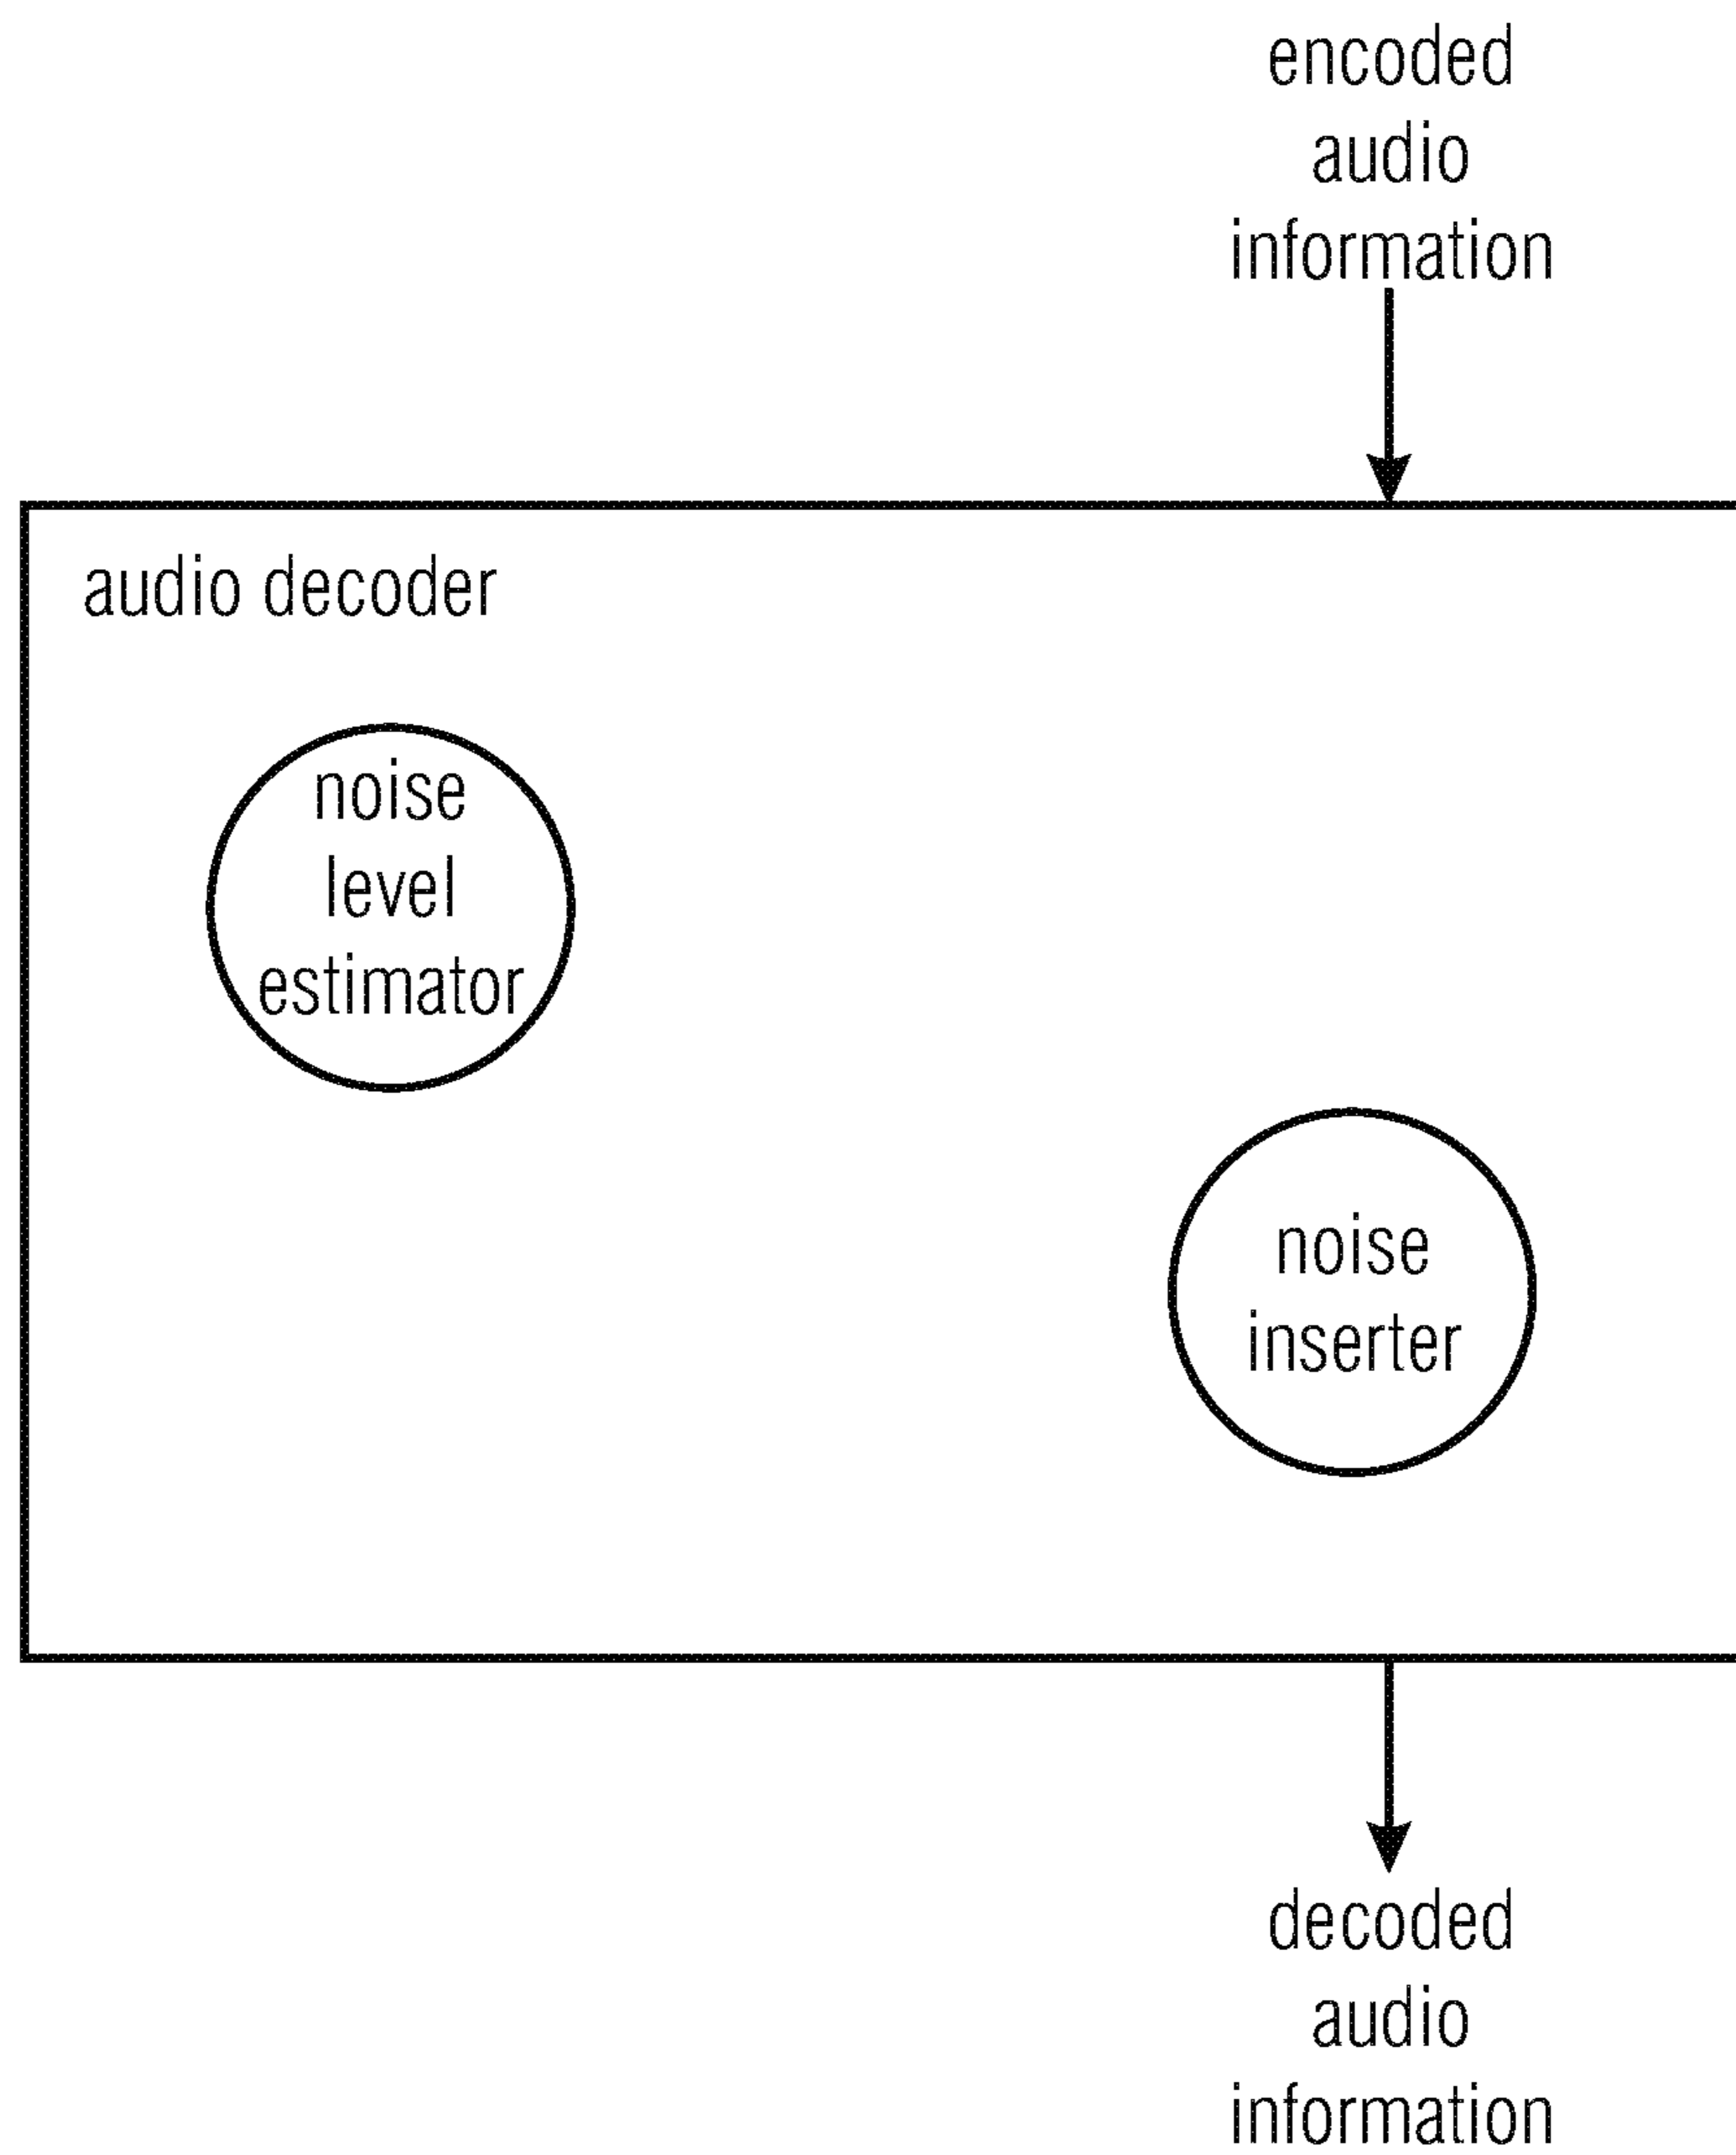 encoded
audio
information
audio decoder
noise
level
estimator
noise
inserter
decoded
audio
information